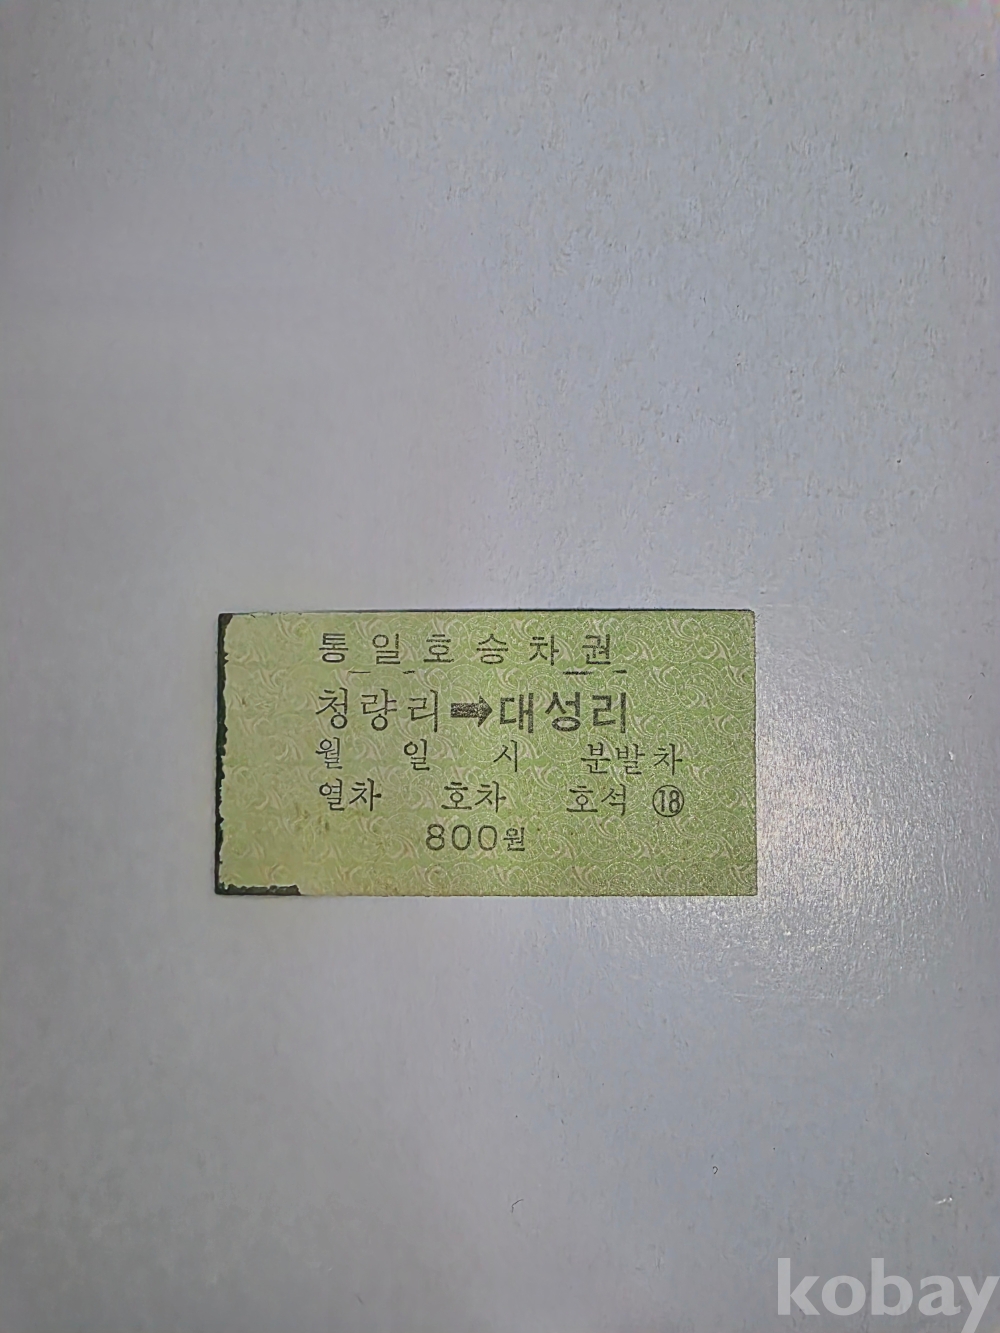 통일호승차권
청량리➡대성리
월 일 시 분발차
열차 호차 호석 ⑱
800원
kobay